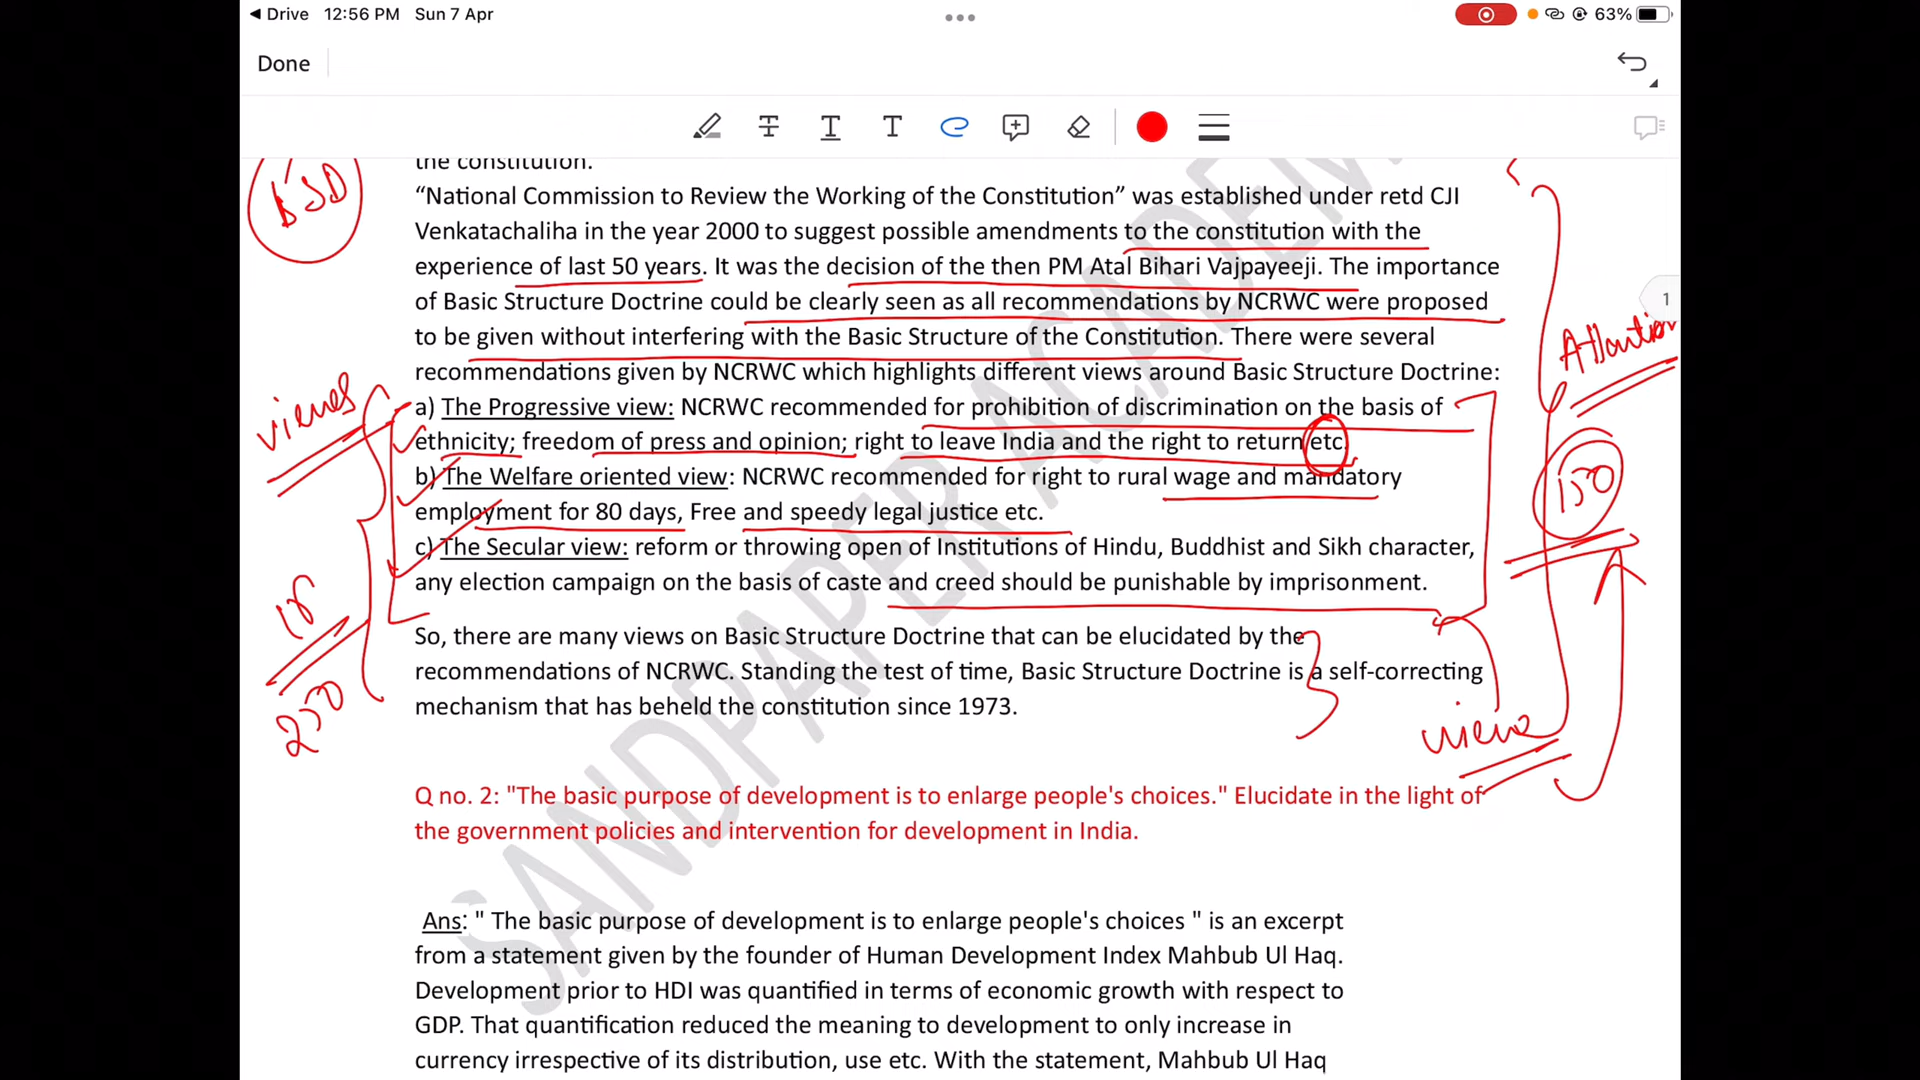 Drive 12:56 PM Sun 7 Apr
63%
Done
BSD
the constitution.
“National Commission to Review the Working of the Constitution” was established under retd CJI
Venkatachaliha in the year 2000 to suggest possible amendments to the constitution with the
experience of last 50 years. It was the decision of the then PM Atal Bihari Vajpayeeji. The importance
of Basic Structure Doctrine could be clearly seen as all recommendations by NCRWC were proposed
to be given without interfering with the Basic Structure of the Constitution. There were several
recommendations given by NCRWC which highlights different views around Basic Structure Doctrine:
1
views
a) The Progressive view: NCRWC recommended for prohibition of discrimination on the basis of
ethnicity; freedom of press and opinion; right to leave India and the right to return etc.
b) The Welfare oriented view: NCRWC recommended for right to rural wage and mandatory
employment for 80 days, Free and speedy legal justice etc.
c) The Secular view: reform or throwing open of Institutions of Hindu, Buddhist and Sikh character,
any election campaign on the basis of caste and creed should be punishable by imprisonment.
150
So, there are many views on Basic Structure Doctrine that can be elucidated by the
recommendations of NCRWC. Standing the test of time, Basic Structure Doctrine is a self-correcting
mechanism that has beheld the constitution since 1973.
250
views
Q no. 2: "The basic purpose of development is to enlarge people's choices." Elucidate in the light of
the government policies and intervention for development in India.
Ans: " The basic purpose of development is to enlarge people's choices " is an excerpt
from a statement given by the founder of Human Development Index Mahbub Ul Haq.
Development prior to HDI was quantified in terms of economic growth with respect to
GDP. That quantification reduced the meaning to development to only increase in
currency irrespective of its distribution, use etc. With the statement, Mahbub Ul Haq
SANDPAPER ACADEM